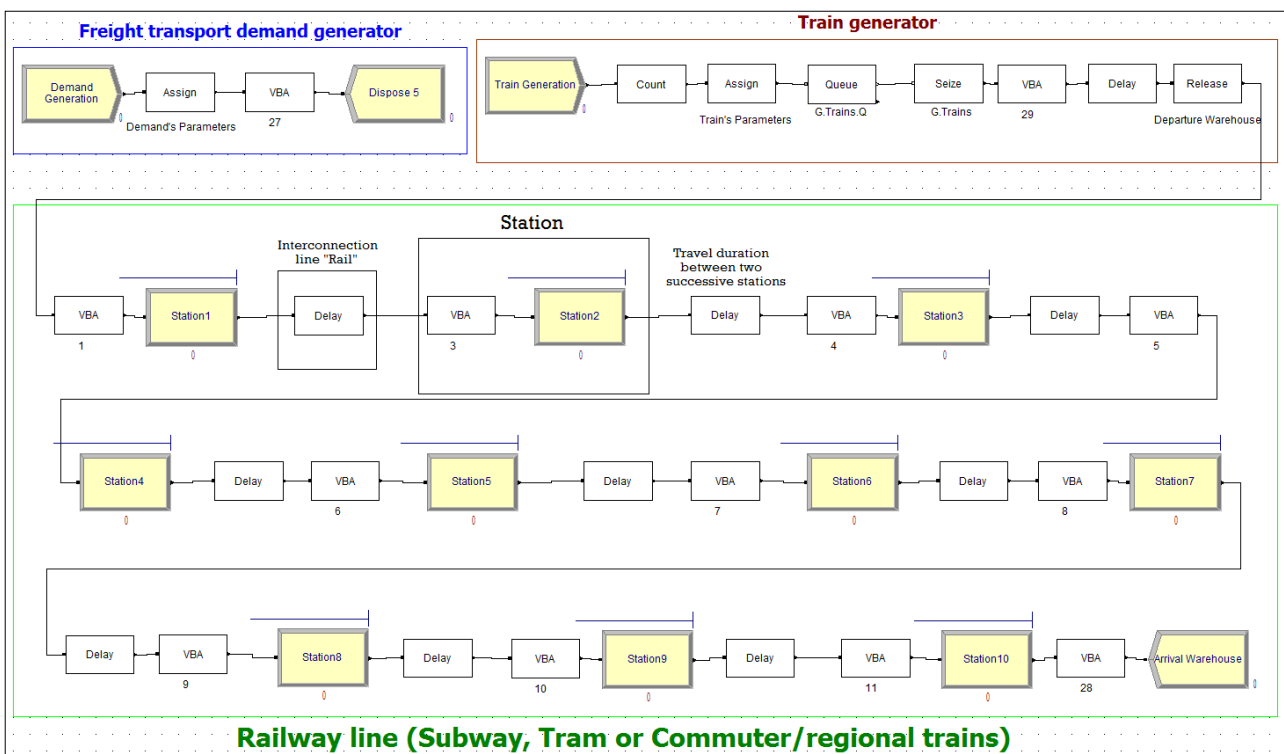 Freight transport demand generator
Train generator
Demand
Generation
0
Assign
Demand's Parameters
VBA
27
Dispose 5
0
Train Generation
0
Count
Assign
Train's Parameters
Queue
G.Trains.Q
Seize
G.Trains
VBA
29
Delay
Release
Departure Warehouse
Station
Interconnection
line "Rail"
Travel duration
between two
successive stations
VBA
1
Station1
0
Delay
VBA
3
Station2
0
Delay
VBA
4
Station3
0
Delay
VBA
5
Station4
0
Delay
VBA
6
Station5
0
Delay
VBA
7
Station6
0
Delay
VBA
8
Station7
0
Delay
VBA
9
Station8
0
Delay
VBA
10
Station9
0
Delay
VBA
11
Station10
0
VBA
28
Arrival Warehouse
0
Railway line (Subway, Tram or Commuter/regional trains)